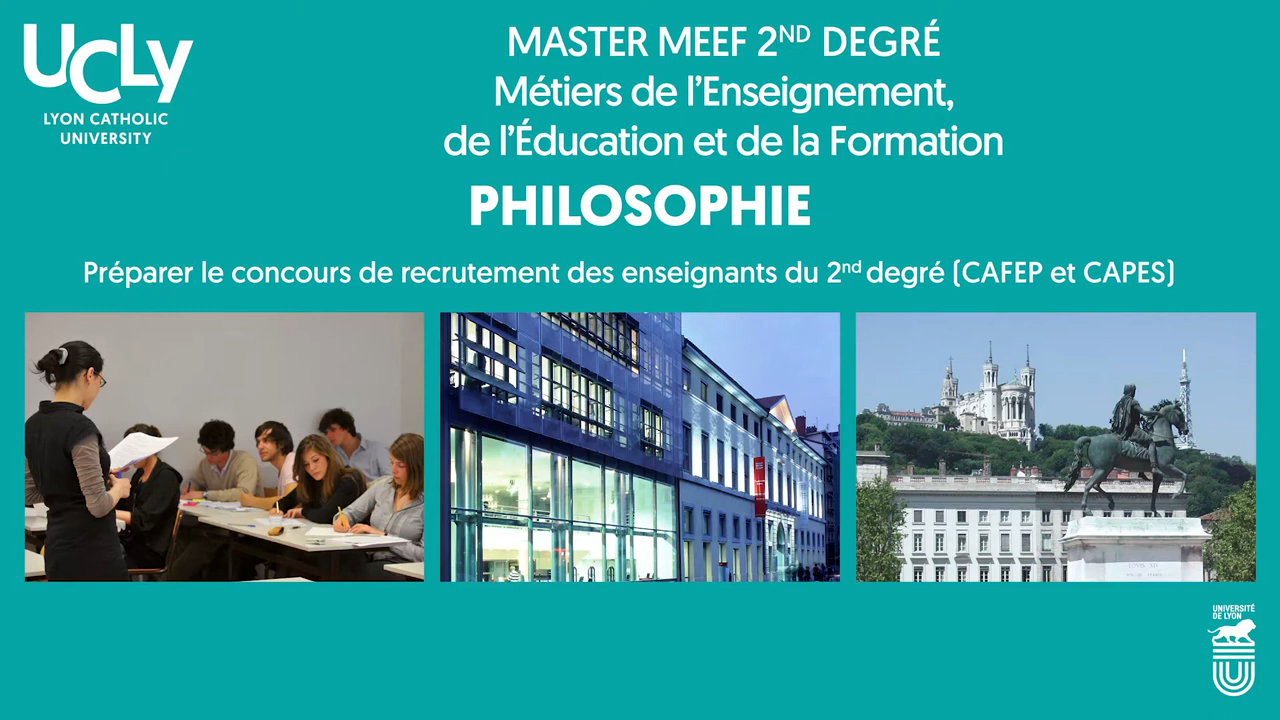 UCLy
LYON CATHOLIC
UNIVERSITY
MASTER MEEF 2ND DEGRÉ
Métiers de l'Enseignement,
de l'Éducation et de la Formation
PHILOSOPHIE
Préparer le concours de recrutement des enseignants du 2nd degré (CAFEP et CAPES)
UNIVERSITÉ
DE LYON